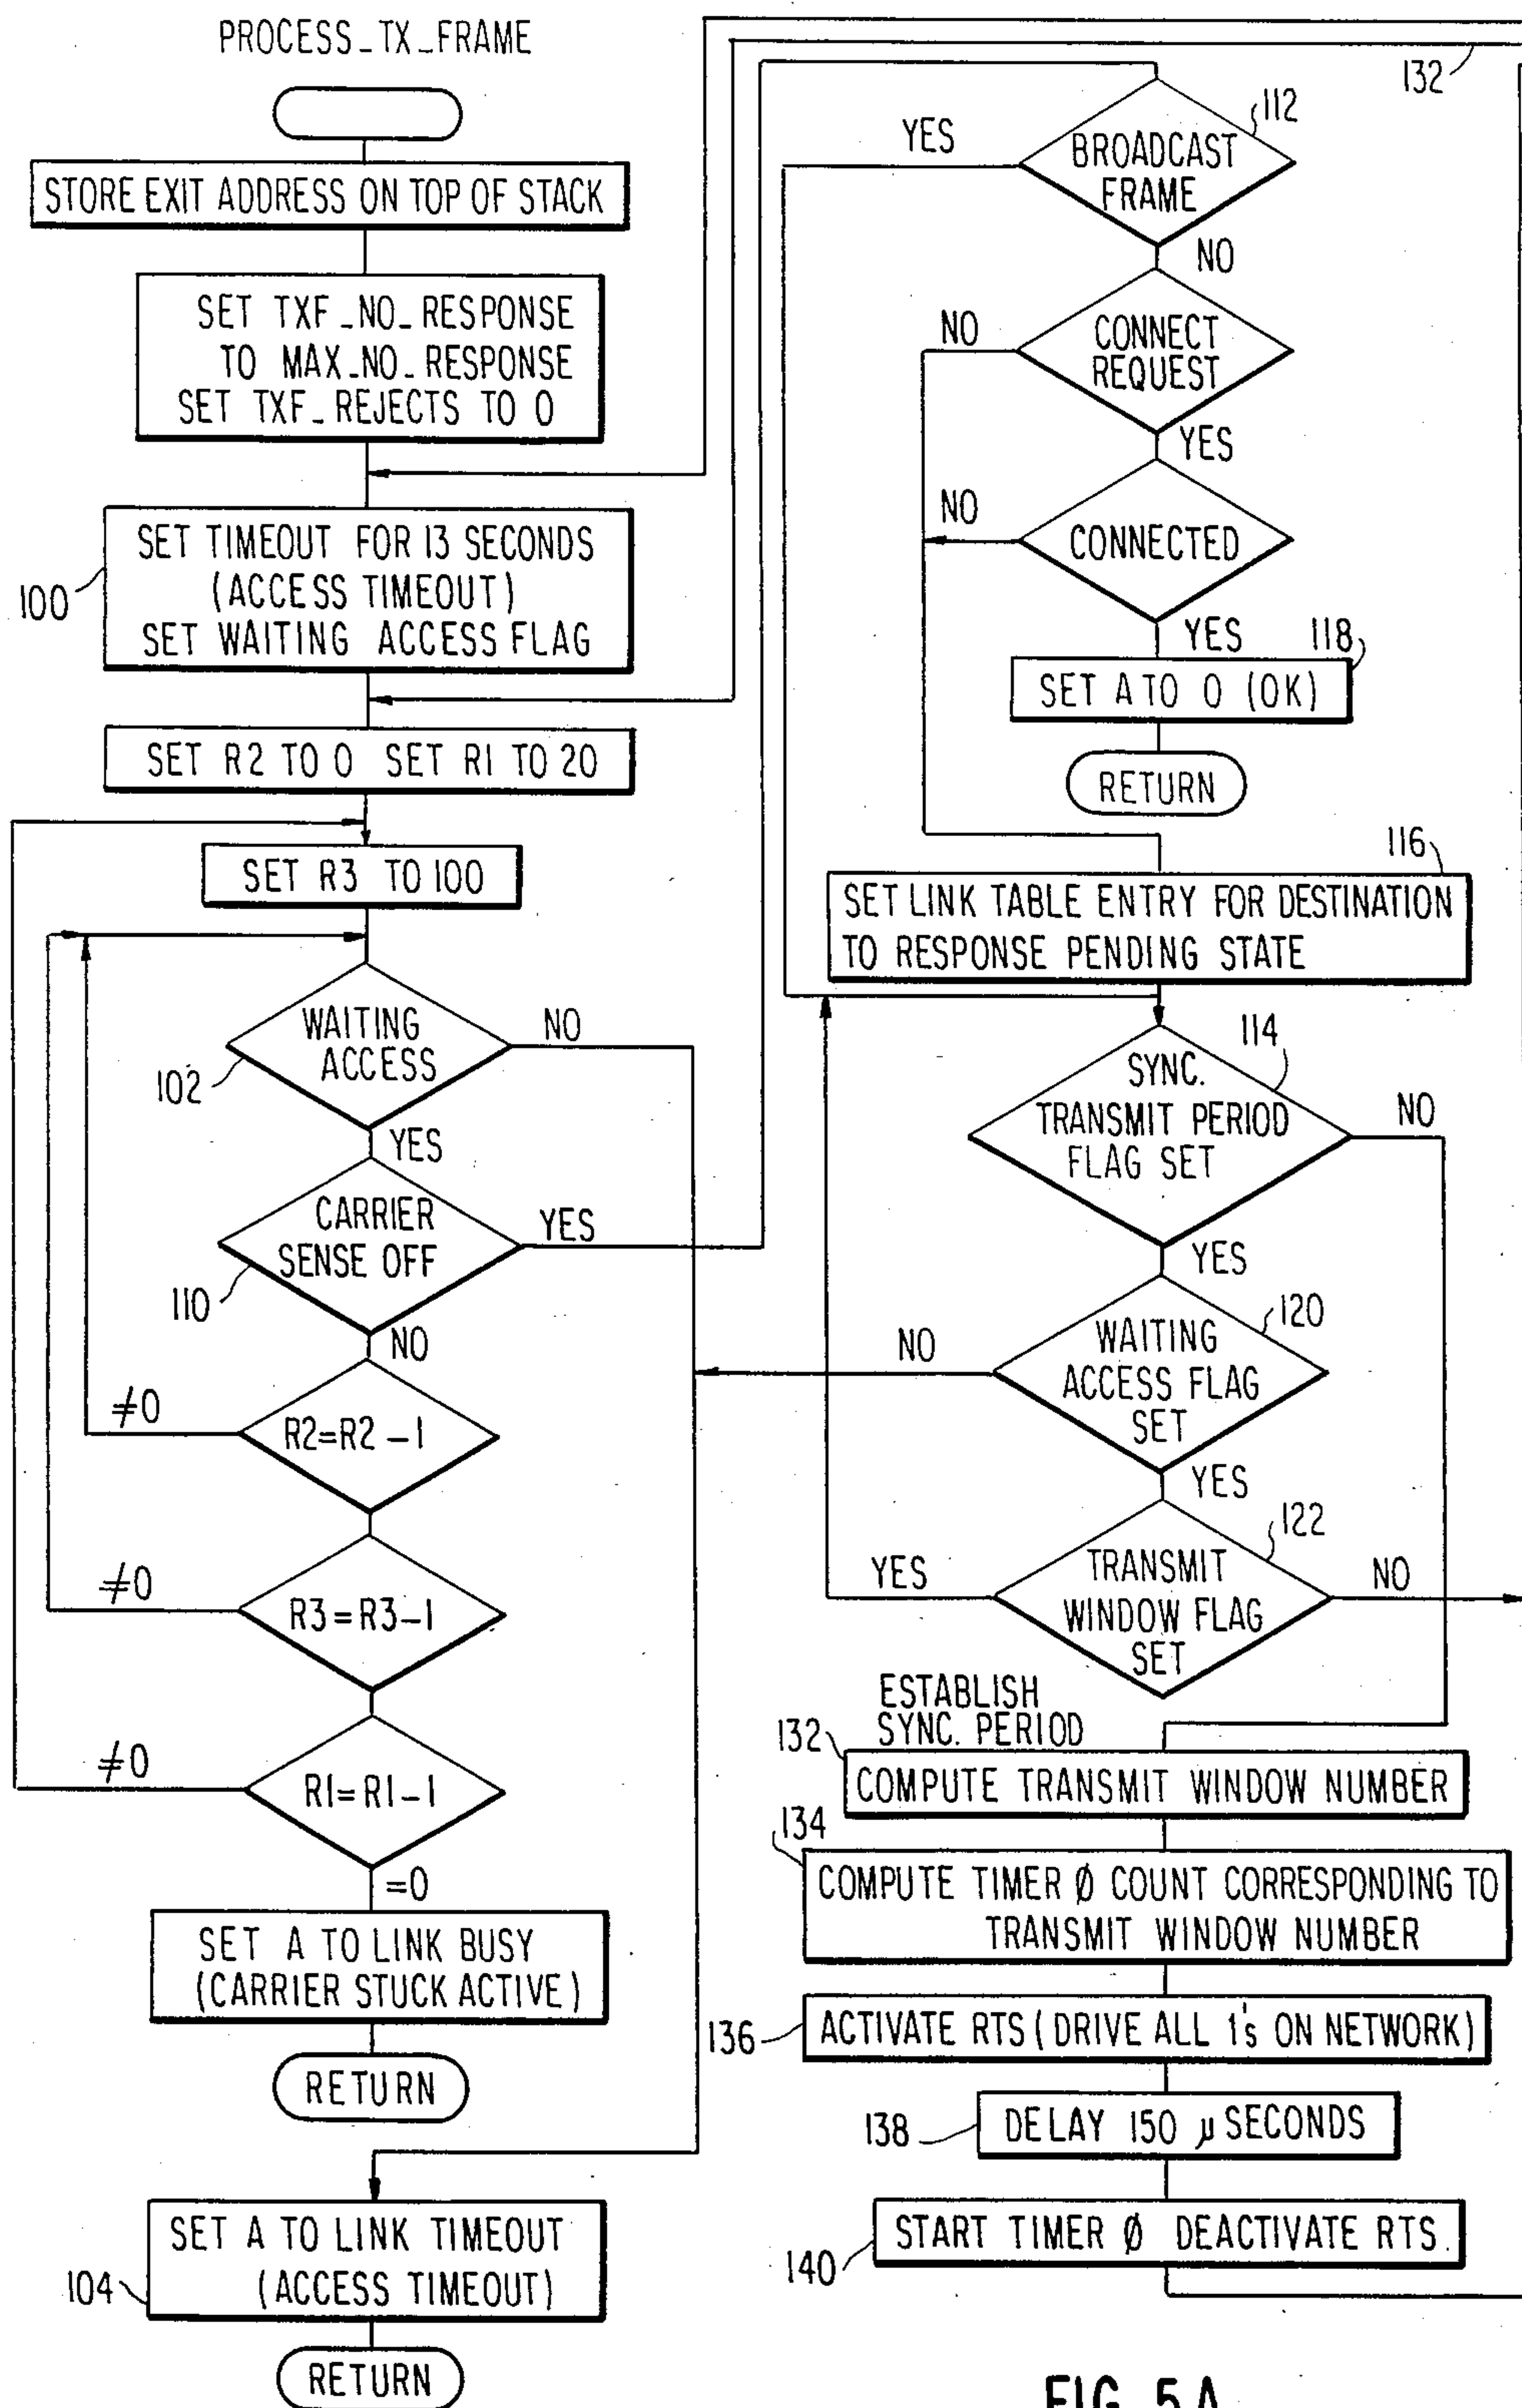 PROCESS_TX_FRAME
STORE EXIT ADDRESS ON TOP OF STACK
SET TXF_NO_RESPONSE
TO MAX_NO_RESPONSE
SET TXF_REJECTS TO 0
100
SET TIMEOUT FOR 13 SECONDS
(ACCESS TIMEOUT)
SET WAITING ACCESS FLAG
SET R2 TO 0 SET R1 TO 20
SET R3 TO 100
WAITING
ACCESS
102
NO
YES
CARRIER
SENSE OFF
110
YES
NO
R2=R2-1
≠0
R3=R3-1
≠0
R1=R1-1
≠0
=0
SET A TO LINK BUSY
(CARRIER STUCK ACTIVE)
RETURN
SET A TO LINK TIMEOUT
(ACCESS TIMEOUT)
104
RETURN
132
112
BROADCAST
FRAME
YES
NO
CONNECT
REQUEST
NO
YES
CONNECTED
NO
YES
118
SET A TO 0 (OK)
RETURN
116
SET LINK TABLE ENTRY FOR DESTINATION
TO RESPONSE PENDING STATE
114
SYNC.
TRANSMIT PERIOD
FLAG SET
NO
YES
120
WAITING
ACCESS FLAG
SET
NO
YES
122
TRANSMIT
WINDOW FLAG
SET
YES
NO
ESTABLISH
SYNC. PERIOD
132
COMPUTE TRANSMIT WINDOW NUMBER
134
COMPUTE TIMER Ø COUNT CORRESPONDING TO
TRANSMIT WINDOW NUMBER
136
ACTIVATE RTS (DRIVE ALL 1's ON NETWORK)
138
DELAY 150 µ SECONDS
140
START TIMER Ø DEACTIVATE RTS.
FIG. 5A